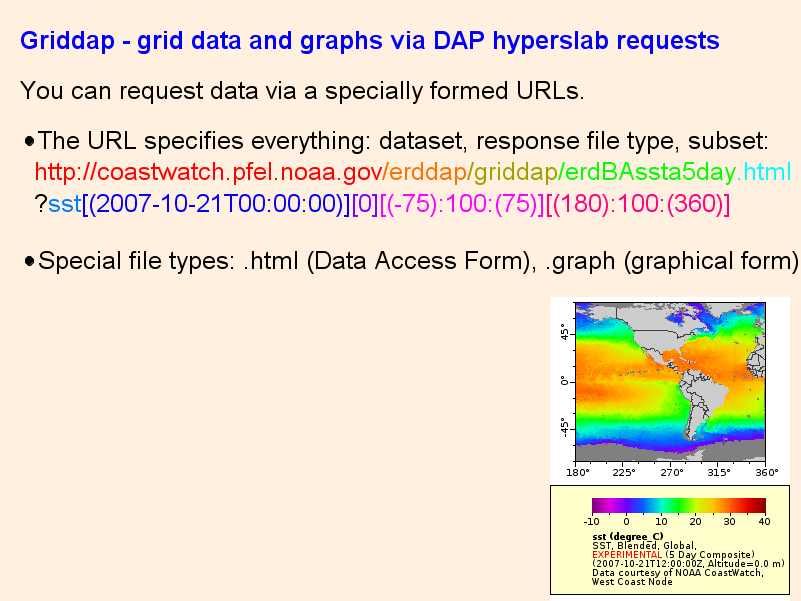 Griddap - grid data and graphs via DAP hyperslab requests
You can request data via a specially formed URLs.
•The URL specifies everything: dataset, response file type, subset:
http://coastwatch.pfel.noaa.gov/erddap/griddap/erdBAssta5day.html
?sst[(2007-10-21T00:00:00)][0][(-75):100:(75)][(180):100:(360)]
•Special file types: .html (Data Access Form), .graph (graphical form)
45°
0°
-45°
180° 225° 270° 315° 360°
-10 0 10 20 30 40
sst (degree_C)
SST, Blended, Global,
EXPERIMENTAL (5 Day Composite)
(2007-10-21T12:00:00Z, Altitude=0.0 m)
Data courtesy of NOAA CoastWatch,
West Coast Node